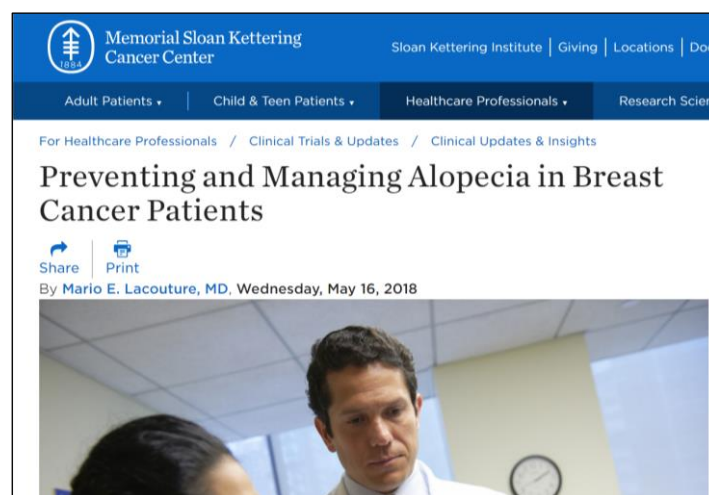 Memorial Sloan Kettering
Cancer Center
1884
Sloan Kettering Institute | Giving | Locations |
Adult Patients
Child & Teen Patients
Healthcare Professionals
Research
For Healthcare Professionals / Clinical Trials & Updates / Clinical Updates & Insights
Preventing and Managing Alopecia in Breast
Cancer Patients
Share
Print
By Mario E. Lacouture, MD, Wednesday, May 16, 2018